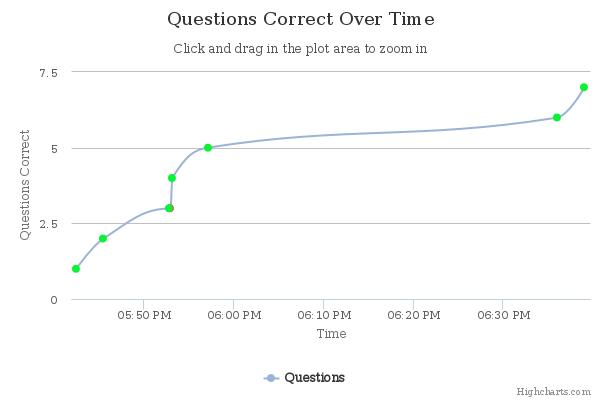 Questions Correct Over Time
Click and drag in the plot area to zoom in
Questions Correct
7.5
5
2.5
0
05:50 PM 06:00 PM 06:10 PM 06:20 PM 06:30 PM
Time
Questions
Highcharts.com